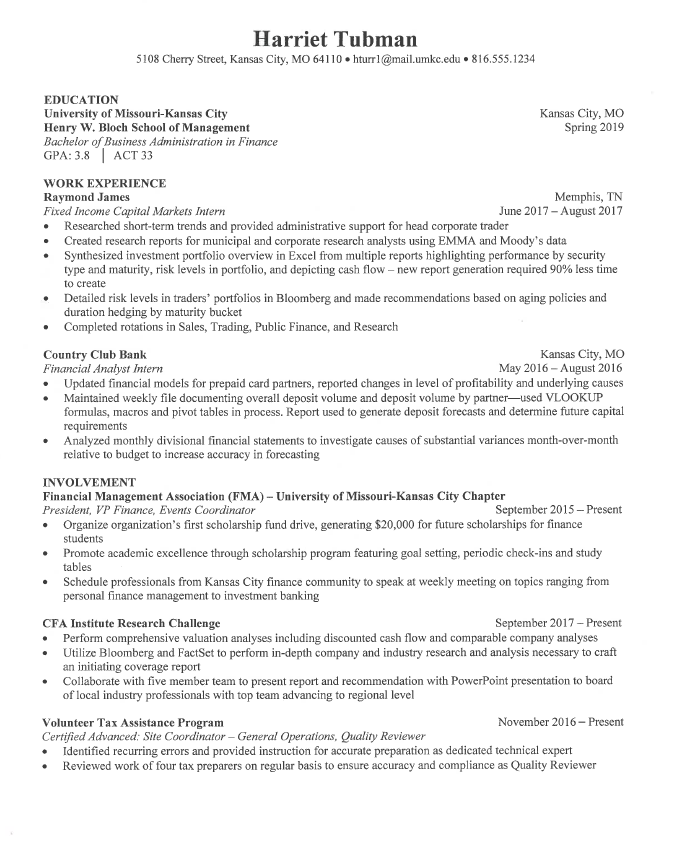 Harriet Tubman
5108 Cherry Street, Kansas City, MO 64110 • hturr1@mail.umkc.edu • 816.555.1234
EDUCATION
University of Missouri-Kansas City Kansas City, MO
Henry W. Bloch School of Management Spring 2019
Bachelor of Business Administration in Finance
GPA: 3.8 | ACT 33
WORK EXPERIENCE
Raymond James Memphis, TN
Fixed Income Capital Markets Intern June 2017 – August 2017
• Researched short-term trends and provided administrative support for head corporate trader
• Created research reports for municipal and corporate research analysts using EMMA and Moody's data
• Synthesized investment portfolio overview in Excel from multiple reports highlighting performance by security
type and maturity, risk levels in portfolio, and depicting cash flow – new report generation required 90% less time
to create
• Detailed risk levels in traders' portfolios in Bloomberg and made recommendations based on aging policies and
duration hedging by maturity bucket
• Completed rotations in Sales, Trading, Public Finance, and Research
Country Club Bank Kansas City, MO
Financial Analyst Intern May 2016 – August 2016
• Updated financial models for prepaid card partners, reported changes in level of profitability and underlying causes
• Maintained weekly file documenting overall deposit volume and deposit volume by partner—used VLOOKUP
formulas, macros and pivot tables in process. Report used to generate deposit forecasts and determine future capital
requirements
• Analyzed monthly divisional financial statements to investigate causes of substantial variances month-over-month
relative to budget to increase accuracy in forecasting
INVOLVEMENT
Financial Management Association (FMA) – University of Missouri-Kansas City Chapter
President, VP Finance, Events Coordinator September 2015 – Present
• Organize organization's first scholarship fund drive, generating $20,000 for future scholarships for finance
students
• Promote academic excellence through scholarship program featuring goal setting, periodic check-ins and study
tables
• Schedule professionals from Kansas City finance community to speak at weekly meeting on topics ranging from
personal finance management to investment banking
CFA Institute Research Challenge September 2017 – Present
• Perform comprehensive valuation analyses including discounted cash flow and comparable company analyses
• Utilize Bloomberg and FactSet to perform in-depth company and industry research and analysis necessary to craft
an initiating coverage report
• Collaborate with five member team to present report and recommendation with PowerPoint presentation to board
of local industry professionals with top team advancing to regional level
Volunteer Tax Assistance Program November 2016 – Present
Certified Advanced: Site Coordinator – General Operations, Quality Reviewer
• Identified recurring errors and provided instruction for accurate preparation as dedicated technical expert
• Reviewed work of four tax preparers on regular basis to ensure accuracy and compliance as Quality Reviewer